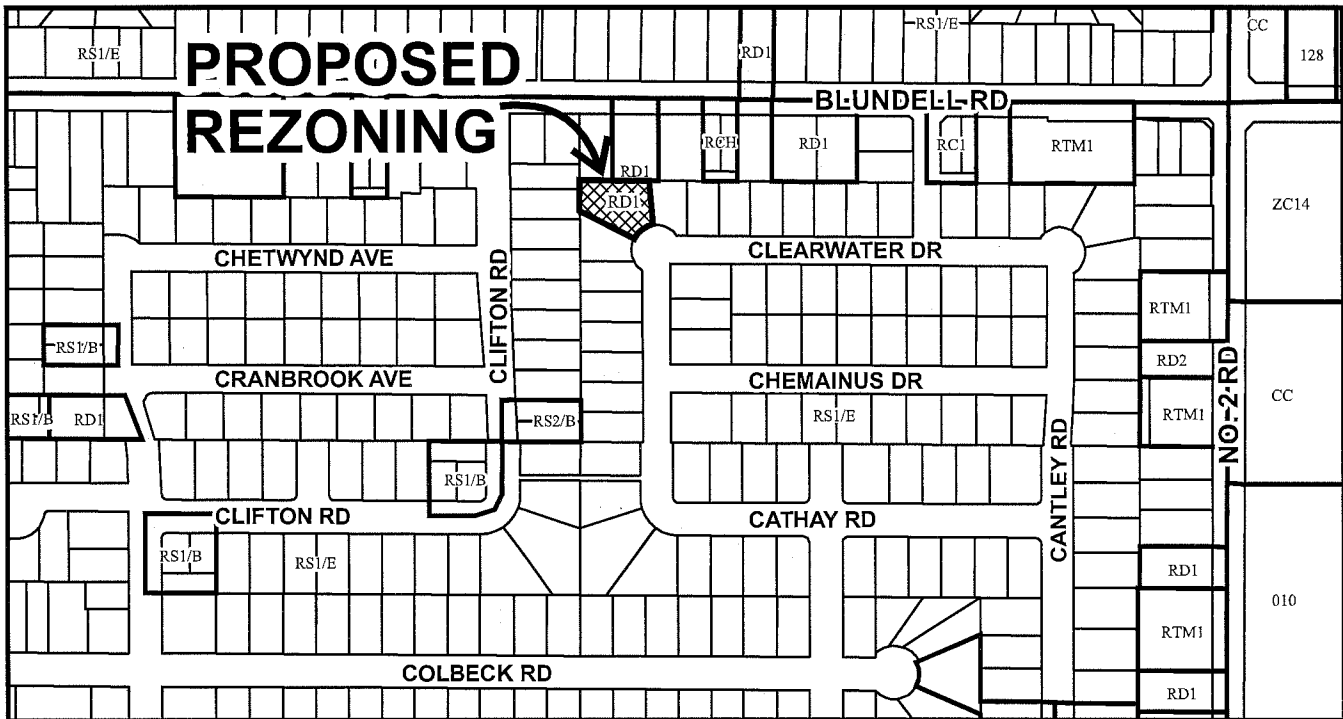 RS1/E
RD1
RS1/E
CC
128
PROPOSED
REZONING
BLUNDELL RD
RD1
RCH
RD1
RC1
RTM1
RD1
ZC14
CHETWYND AVE
CLIFTON RD
CLEARWATER DR
RTM1
RS1/B
RD2
NO. 2 RD
CRANBROOK AVE
CHEMAINUS DR
CC
RS1/B
RD1
RS2/B
RS1/E
RTM1
CANTLEY RD
RS1/B
CLIFTON RD
CATHAY RD
RS1/B
RS1/E
RD1
010
RTM1
COLBECK RD
RD1